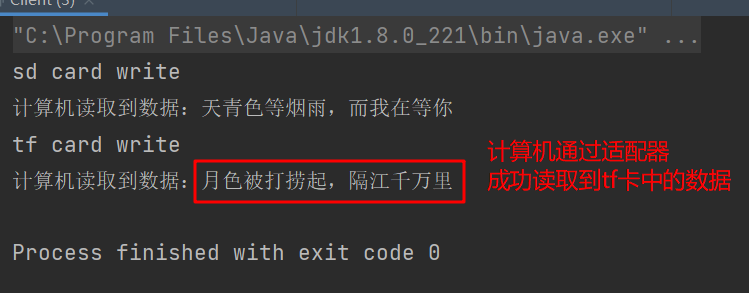 Client (3)
"C:\Program Files\Java\jdk1.8.0_221\bin\java.exe" ...
sd card write
计算机读取到数据：天青色等烟雨，而我在等你
tf card write
计算机读取到数据：月色被打捞起，隔江千万里
计算机通过适配器
成功读取到tf卡中的数据
Process finished with exit code 0